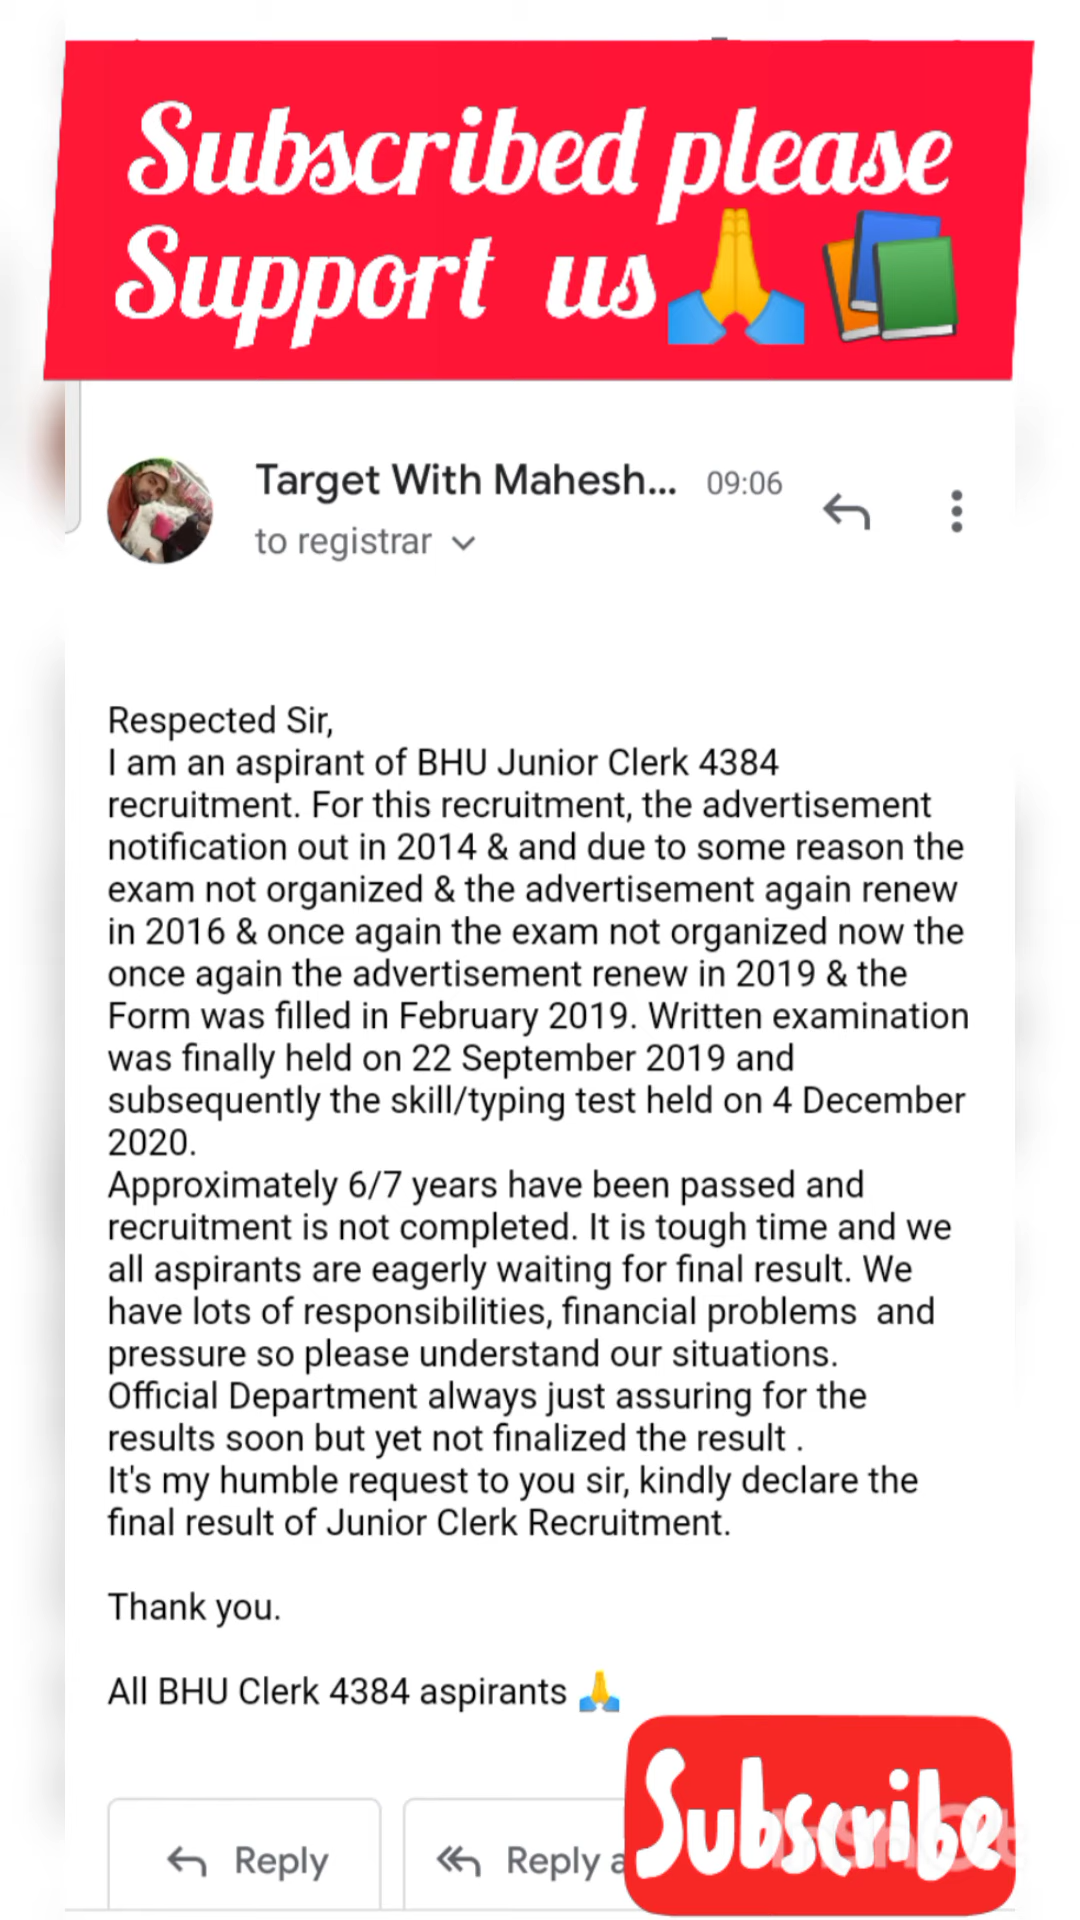 Subscribed please
Support us🙏📚
Target With Mahesh... 09:06
to registrar
Respected Sir,
I am an aspirant of BHU Junior Clerk 4384
recruitment. For this recruitment, the advertisement
notification out in 2014 & and due to some reason the
exam not organized & the advertisement again renew
in 2016 & once again the exam not organized now the
once again the advertisement renew in 2019 & the
Form was filled in February 2019. Written examination
was finally held on 22 September 2019 and
subsequently the skill/typing test held on 4 December
2020.
Approximately 6/7 years have been passed and
recruitment is not completed. It is tough time and we
all aspirants are eagerly waiting for final result. We
have lots of responsibilities, financial problems  and
pressure so please understand our situations.
Official Department always just assuring for the
results soon but yet not finalized the result .
It's my humble request to you sir, kindly declare the
final result of Junior Clerk Recruitment.
Thank you.
All BHU Clerk 4384 aspirants 🙏
Reply
Reply a
Subscribe